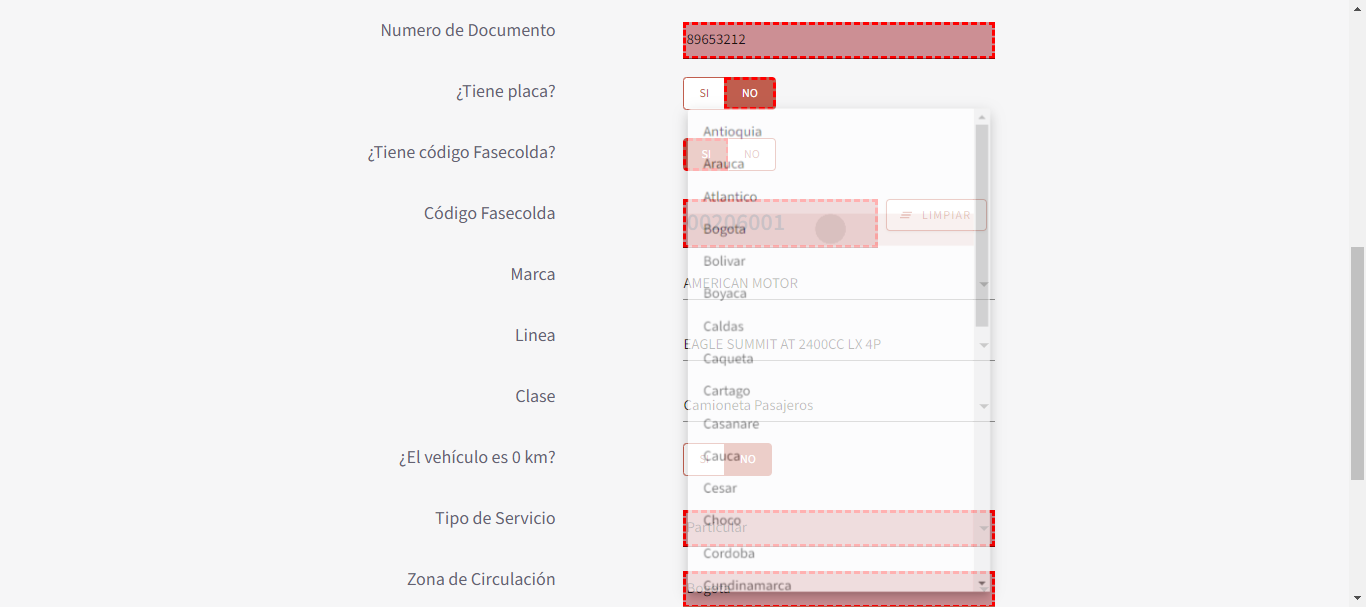 Numero de Documento
89653212
¿Tiene placa?
SI NO
Antioquia
¿Tiene código Fasecolda?
SI NO
Arauca
Atlantico
Código Fasecolda
00206001
LIMPIAR
Bogota
Bolivar
Marca
AMERICAN MOTOR
Boyaca
Caldas
Linea
EAGLE SUMMIT AT 2400CC LX 4P
Caqueta
Cartago
Clase
Camioneta Pasajeros
Casanare
¿El vehículo es 0 km?
SI NO
Cauca
Cesar
Tipo de Servicio
Particular
Choco
Cordoba
Zona de Circulación
Bogota
Cundinamarca